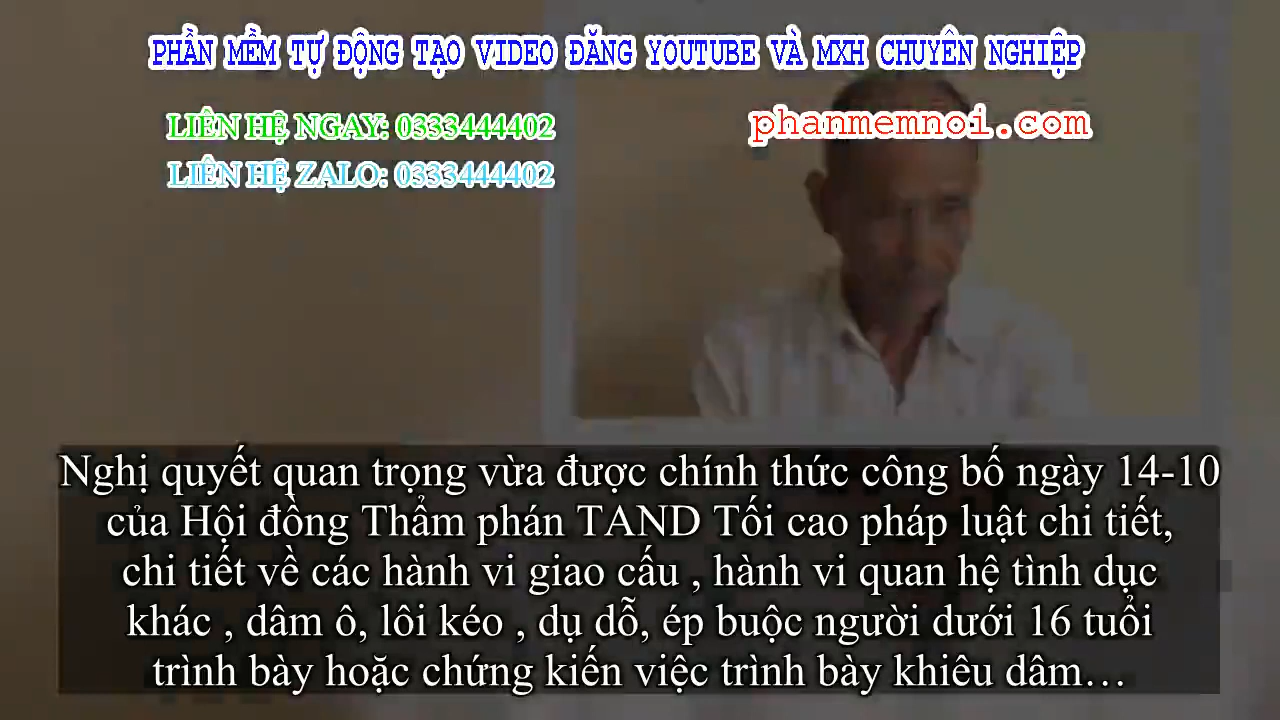 PHẦN MỀM TỰ ĐỘNG TẠO VIDEO ĐĂNG YOUTUBE VÀ MXH CHUYÊN NGHIỆP
LIÊN HỆ NGAY: 0333444402
phanmemnoi.com
LIÊN HỆ ZALO: 0333444402
Nghị quyết quan trọng vừa được chính thức công bố ngày 14-10
của Hội đồng Thẩm phán TAND Tối cao pháp luật chi tiết,
chi tiết về các hành vi giao cấu , hành vi quan hệ tình dục
khác , dâm ô, lôi kéo , dụ dỗ, ép buộc người dưới 16 tuổi
trình bày hoặc chứng kiến việc trình bày khiêu dâm…